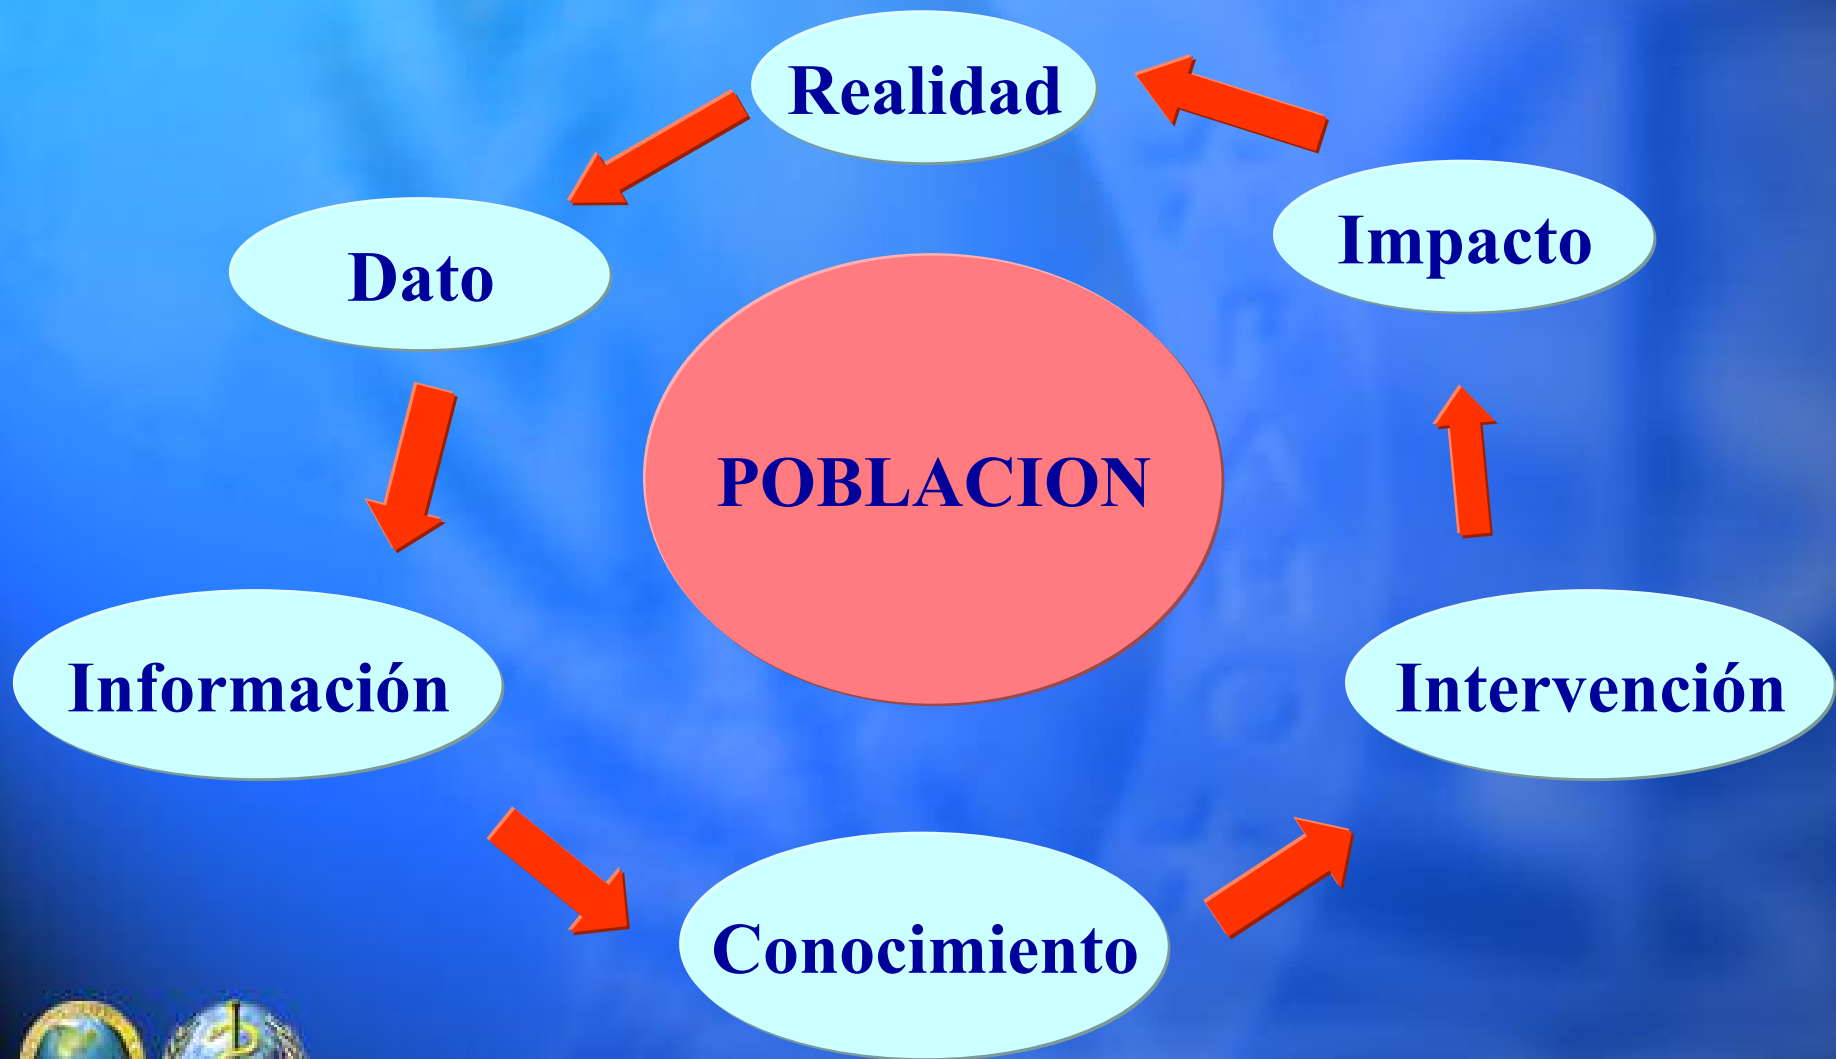 Realidad
Impacto
Dato
POBLACION
Información
Intervención
Conocimiento